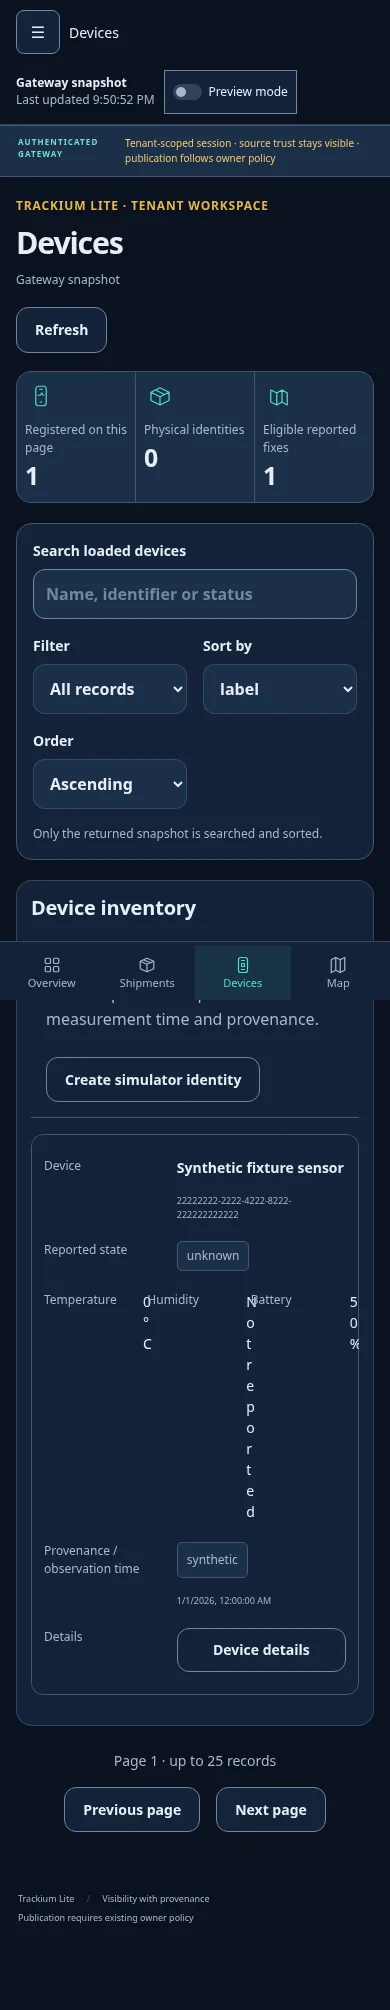 ☰ Devices
Gateway snapshot
Last updated 9:50:52 PM
Preview mode
AUTHENTICATED
GATEWAY
Tenant-scoped session · source trust stays visible ·
publication follows owner policy
TRACKIUM LITE · TENANT WORKSPACE
Devices
Gateway snapshot
Refresh
Registered on this
page
1
Physical identities
0
Eligible reported
fixes
1
Search loaded devices
Name, identifier or status
Filter
All records
Sort by
label
Order
Ascending
Only the returned snapshot is searched and sorted.
Device inventory
Overview
Shipments
Devices
Map
measurement time and provenance.
Create simulator identity
Device
Synthetic fixture sensor
22222222-2222-4222-8222-
222222222222
Reported state
unknown
Temperature
0
°
C
Humidity
N
o
t
r
e
p
o
r
t
e
d
Battery
5
0
%
Provenance /
observation time
synthetic
1/1/2026, 12:00:00 AM
Details
Device details
Page 1 · up to 25 records
Previous page
Next page
Trackium Lite / Visibility with provenance
Publication requires existing owner policy